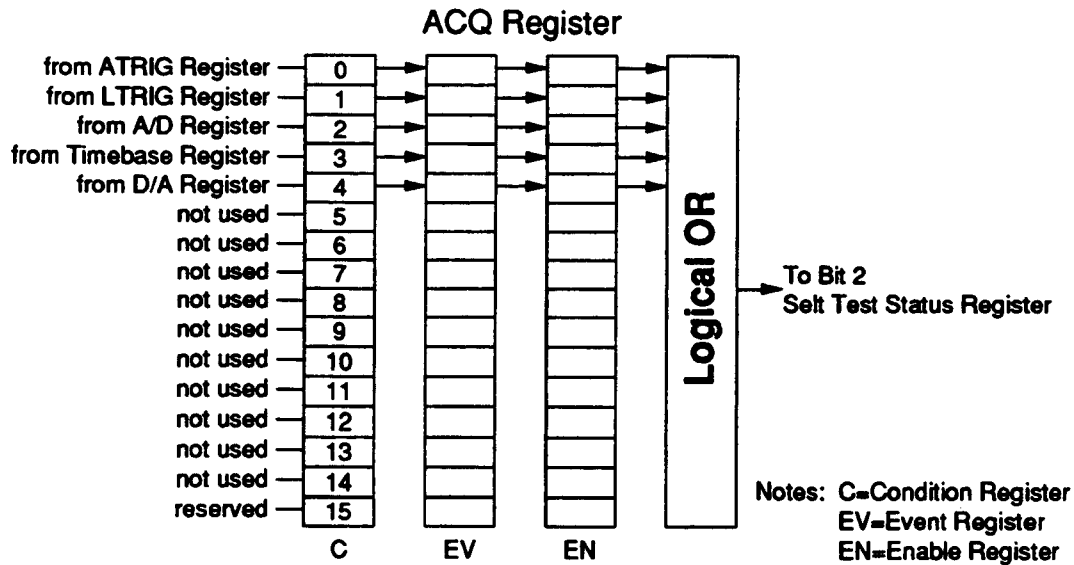 ACQ Register
from ATRIG Register 0
from LTRIG Register 1
from A/D Register 2
from Timebase Register 3
from D/A Register 4
not used 5
not used 6
not used 7
not used 8
not used 9
not used 10
not used 11
not used 12
not used 13
not used 14
reserved 15
C EV EN
Logical OR
To Bit 2
Selt Test Status Register
Notes: C=Condition Register
EV=Event Register
EN=Enable Register